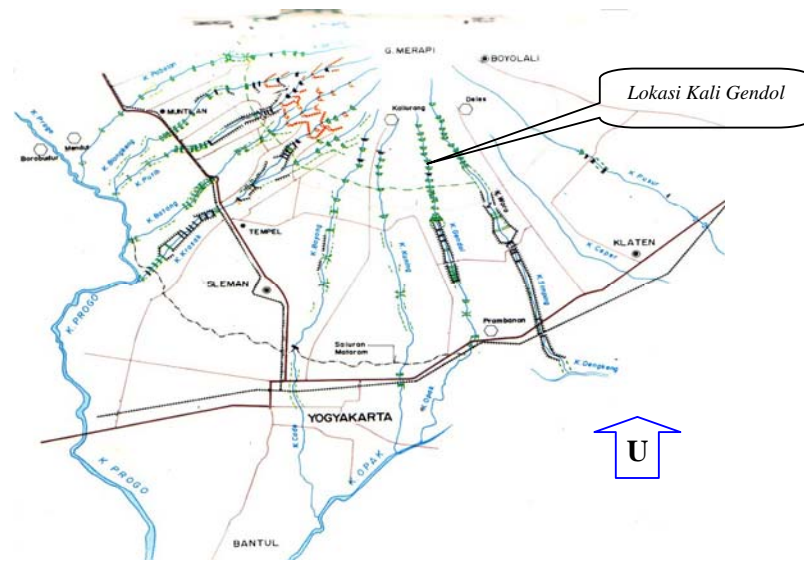 G. MERAPI
BOYOLALI
Lokasi Kali Gendol
K. Pabelan
Kaliurang
Deles
MUNTILAN
K. Progo
Mendut
Borobudur
K. Blongkeng
K. Putih
K. Batang
K. Krasak
TEMPEL
SLEMAN
K. Boyong
K. Kuning
K. Gendol
K. Woro
K. Pusur
KLATEN
K. PROGO
Prambanan
Saluran
Mataram
K. Dengkeng
YOGYAKARTA
K. Code
K. Opak
U
K. PROGO
K. OPAK
BANTUL